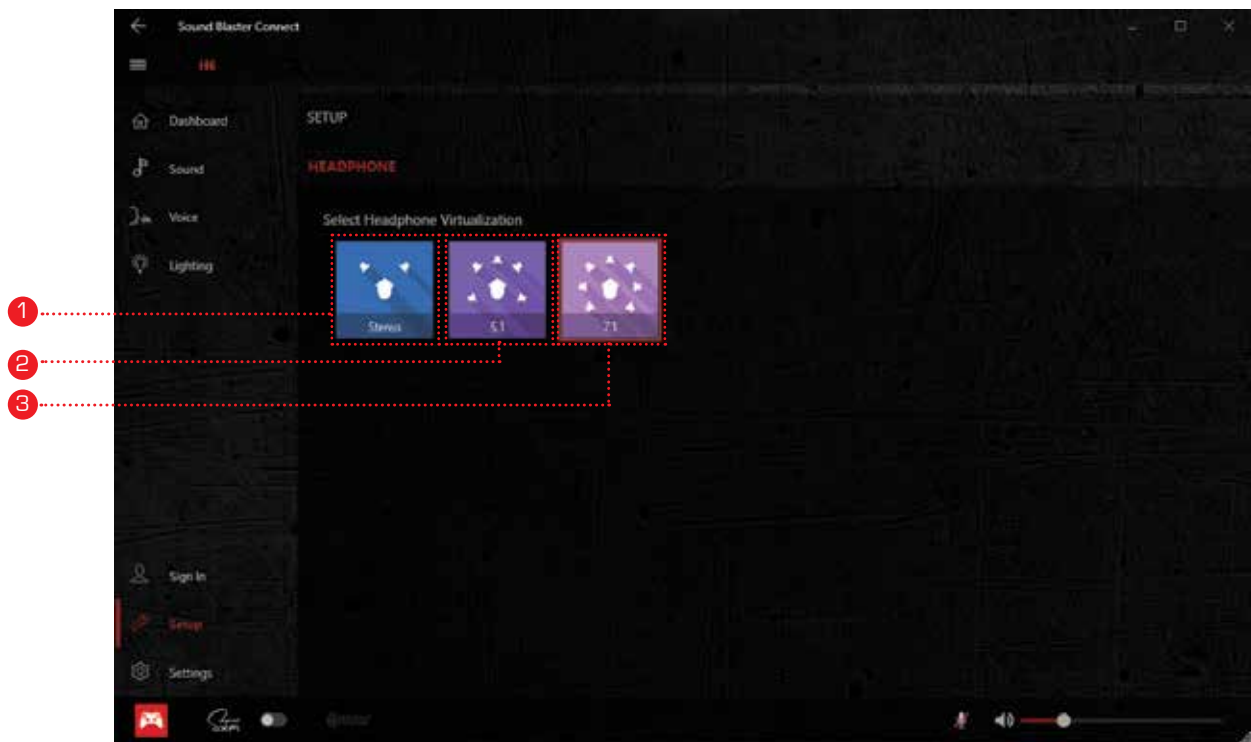 Sound Blaster Connect
H6
Dashboard
SETUP
Sound
HEADPHONE
Voice
Select Headphone Virtualization
Lighting
Stereo
5.1
7.1
1
2
3
Sign In
Setup
Settings